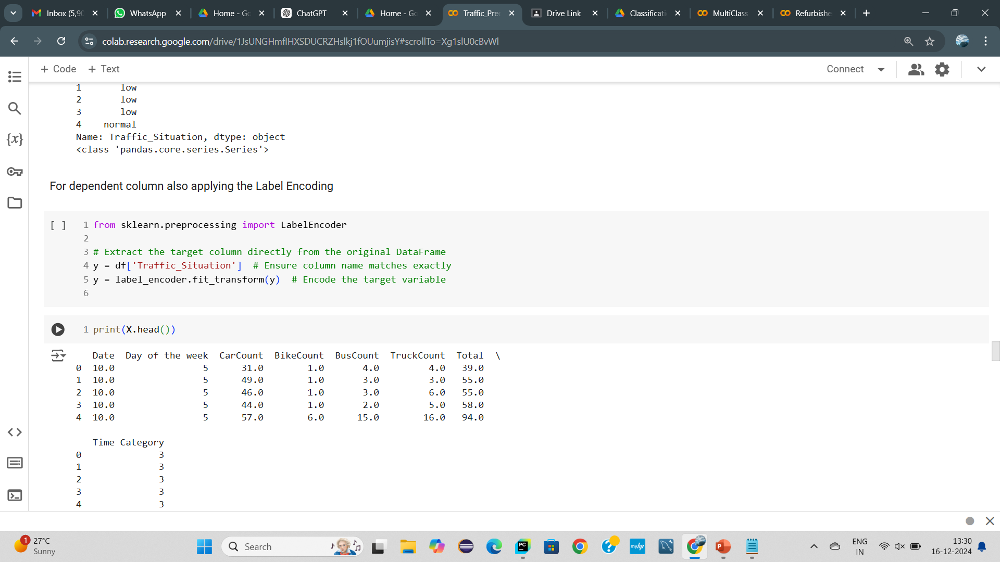 Inbox (5,90
WhatsApp
Home - Go
ChatGPT
Home - Go
Traffic_Pred
Drive Link
Classificati
MultiClass
Refurbishe
colab.research.google.com/drive/1JsUNGHmfIHXSDUCRZHslkj1fOUumjisY#scrollTo=Xg1slU0cBvWl
+ Code + Text
Connect
1 low
2 low
3 low
4 normal
Name: Traffic_Situation, dtype: object
<class 'pandas.core.series.Series'>
{x}
For dependent column also applying the Label Encoding
[ ] 1 from sklearn.preprocessing import LabelEncoder
2
3 # Extract the target column directly from the original DataFrame
4 y = df['Traffic_Situation'] # Ensure column name matches exactly
5 y = label_encoder.fit_transform(y) # Encode the target variable
6
1 print(X.head())
Date Day of the week CarCount BikeCount BusCount TruckCount Total \
0 10.0 5 31.0 1.0 4.0 4.0 39.0
1 10.0 5 49.0 1.0 3.0 3.0 55.0
2 10.0 5 46.0 1.0 3.0 6.0 55.0
3 10.0 5 44.0 1.0 2.0 5.0 58.0
4 10.0 5 57.0 6.0 15.0 16.0 94.0
Time Category
0 3
1 3
2 3
3 3
4 3
1
27°C
Sunny
Search
PC
myhp
P
ENG
IN
13:30
16-12-2024